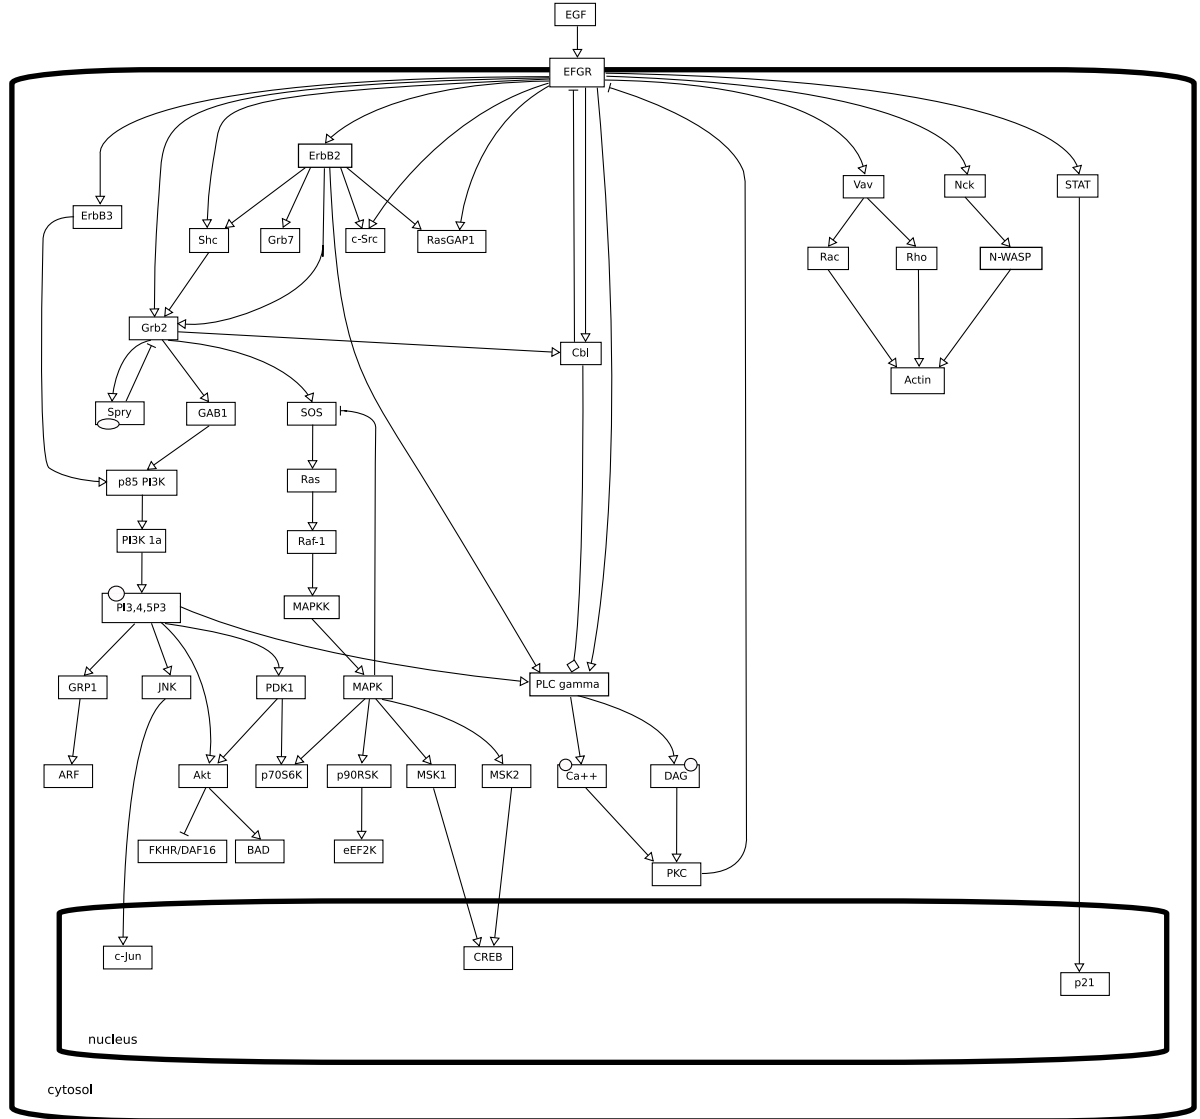 EGF
EFGR
ErbB2
Vav
Nck
STAT
ErbB3
Shc
Grb7
c-Src
RasGAP1
Rac
Rho
N-WASP
Grb2
Cbl
Actin
Spry
GAB1
SOS
p85 PI3K
Ras
PI3K 1a
Raf-1
PI3,4,5P3
MAPKK
GRP1
JNK
PDK1
MAPK
PLC gamma
ARF
Akt
p70S6K
p90RSK
MSK1
MSK2
Ca++
DAG
FKHR/DAF16
BAD
eEF2K
PKC
c-Jun
CREB
p21
nucleus
cytosol